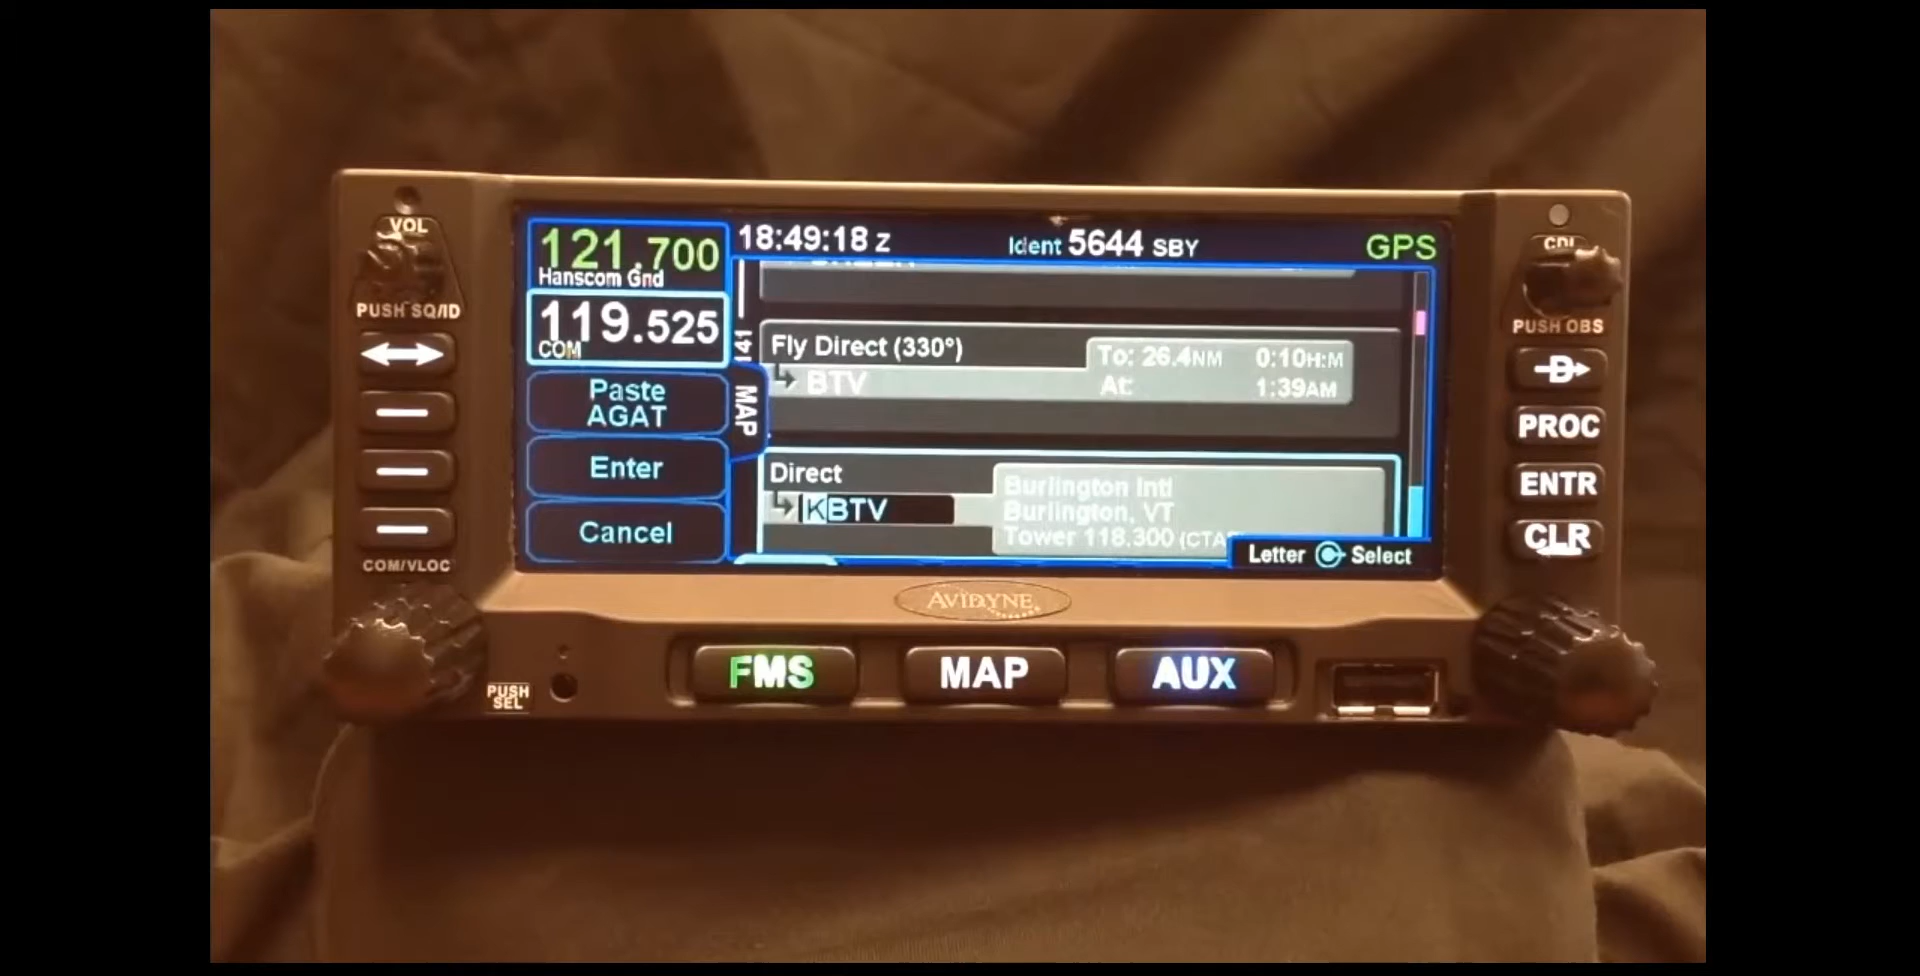 VOL
PUSH SQ/ID
COM/VLOC
PUSH
SEL
121.700
Hanscom Gnd
119.525
COM
Paste
AGAT
Enter
Cancel
18:49:18 Z
Ident 5644 SBY
GPS
141
MAP
Fly Direct (330°)
To: 26.4NM 0:10H:M
BTV
At: 1:39AM
Direct
KBTV
Burlington Intl
Burlington, VT
Tower 118.300
Letter Select
CDI
PUSH OBS
D
PROC
ENTR
CLR
AVIDYNE
FMS
MAP
AUX